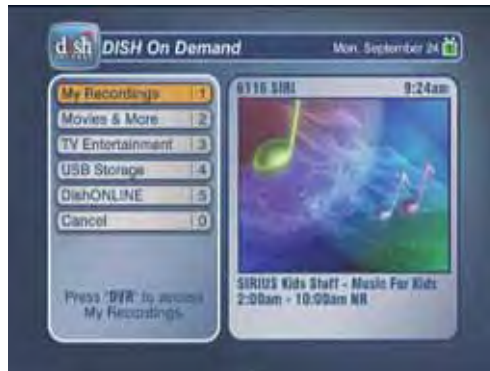 dish DISH On Demand
Mon. September 24
My Recordings 1
Movies & More 2
TV Entertainment 3
USB Storage 4
DishONLINE 5
Cancel 0
Press 'DVR' to access
My Recordings.
6116 SIRI 9:24am
SIRIUS Kids Stuff - Music For Kids
2:00am - 10:00am NR